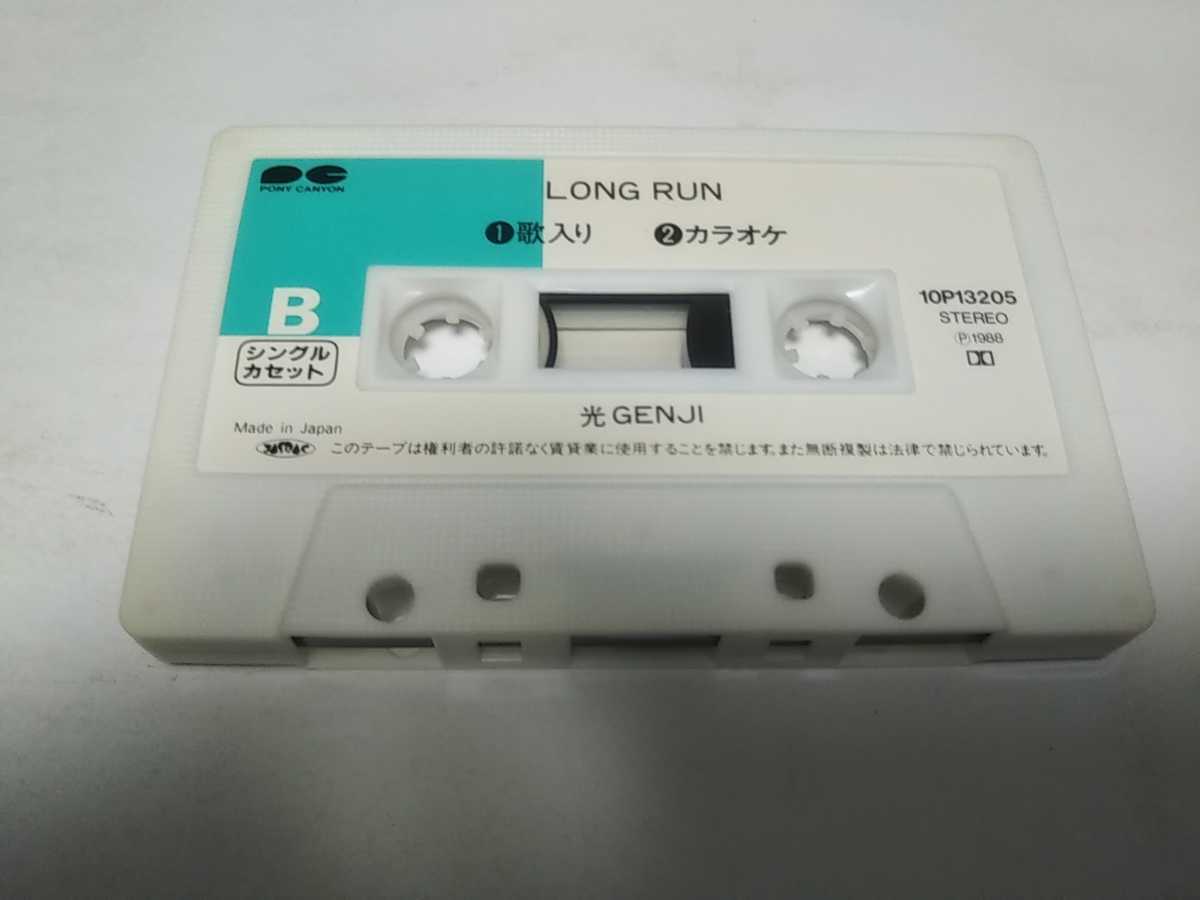 PONY CANYON
LONG RUN
❶歌入り ❷カラオケ
B
シングル
カセット
10P13205
STEREO
Ⓟ1988
光GENJI
Made in Japan
JASRAC このテープは権利者の許諾なく賃貸業に使用することを禁じます。また無断複製は法律で禁じられています。